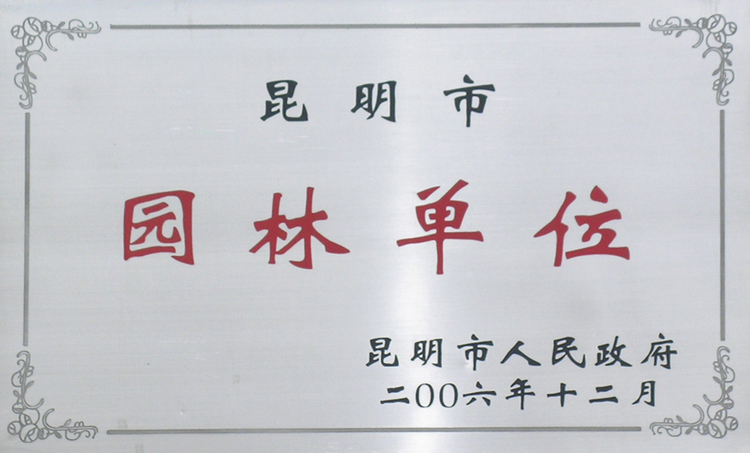 昆明市
园林单位
昆明市人民政府
二00六年十二月